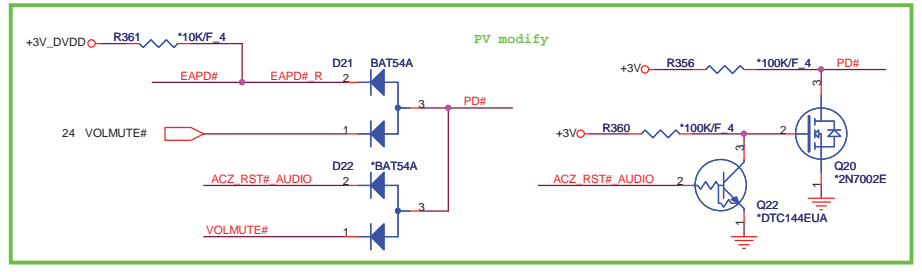 PV modify
+3V_DVDD R361 *10K/F_4
D21 BAT54A
EAPD# EAPD#_R 2
3 PD#
24 VOLMUTE# 1
D22 *BAT54A
ACZ_RST#_AUDIO 2
3
VOLMUTE# 1
+3V R356 *100K/F_4 PD#
3
+3V R360 *100K/F_4 2
Q20
*2N7002E
1
3
ACZ_RST#_AUDIO 2
Q22
*DTC144EUA
1